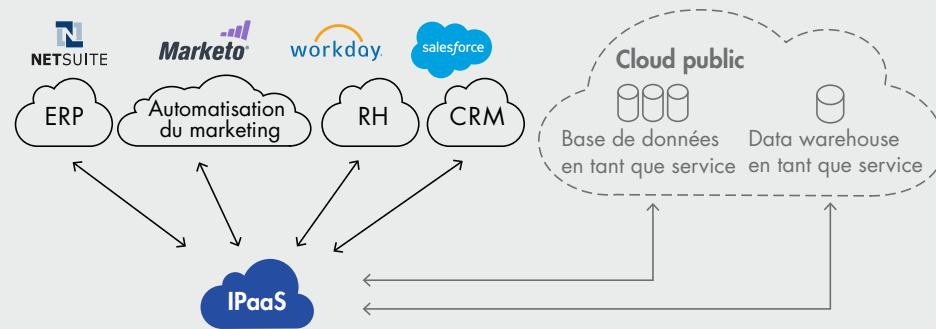 NETSUITE
Marketo
workday
salesforce
ERP
Automatisation
du marketing
RH
CRM
Cloud public
Base de données
en tant que service
Data warehouse
en tant que service
IPaaS